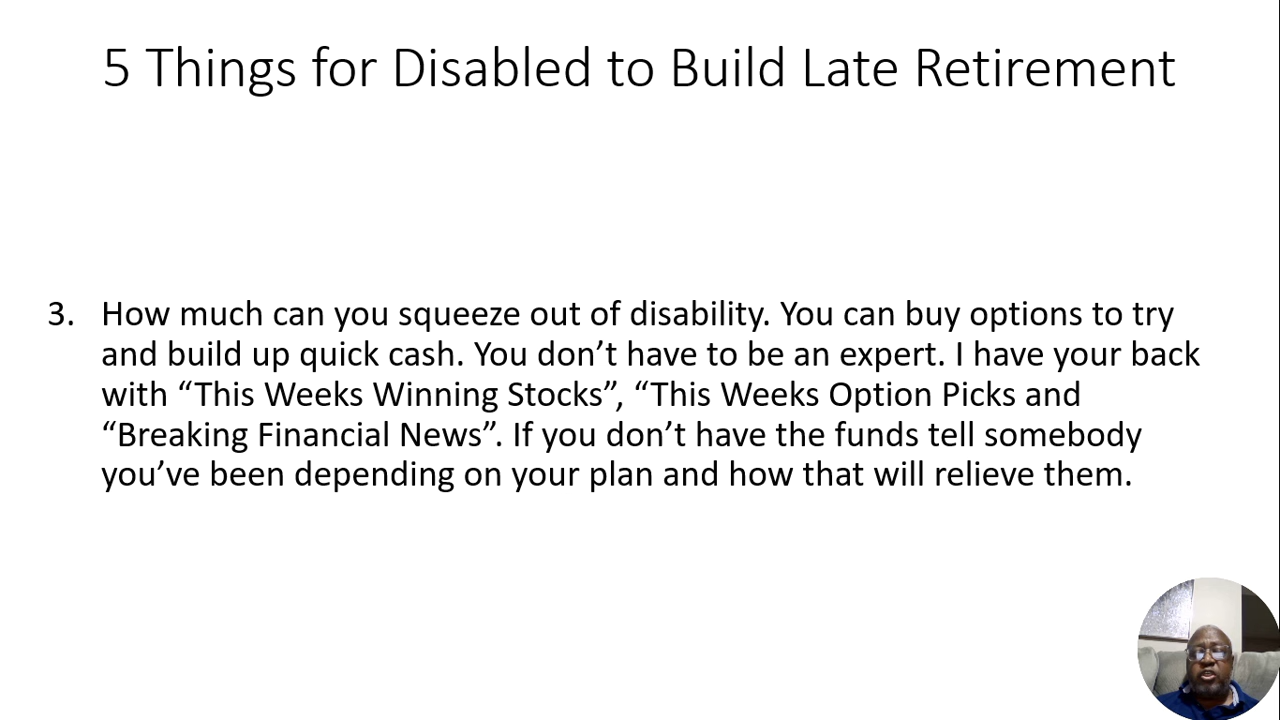 5 Things for Disabled to Build Late Retirement
3. How much can you squeeze out of disability. You can buy options to try
and build up quick cash. You don’t have to be an expert. I have your back
with “This Weeks Winning Stocks”, “This Weeks Option Picks and
“Breaking Financial News”. If you don’t have the funds tell somebody
you’ve been depending on your plan and how that will relieve them.